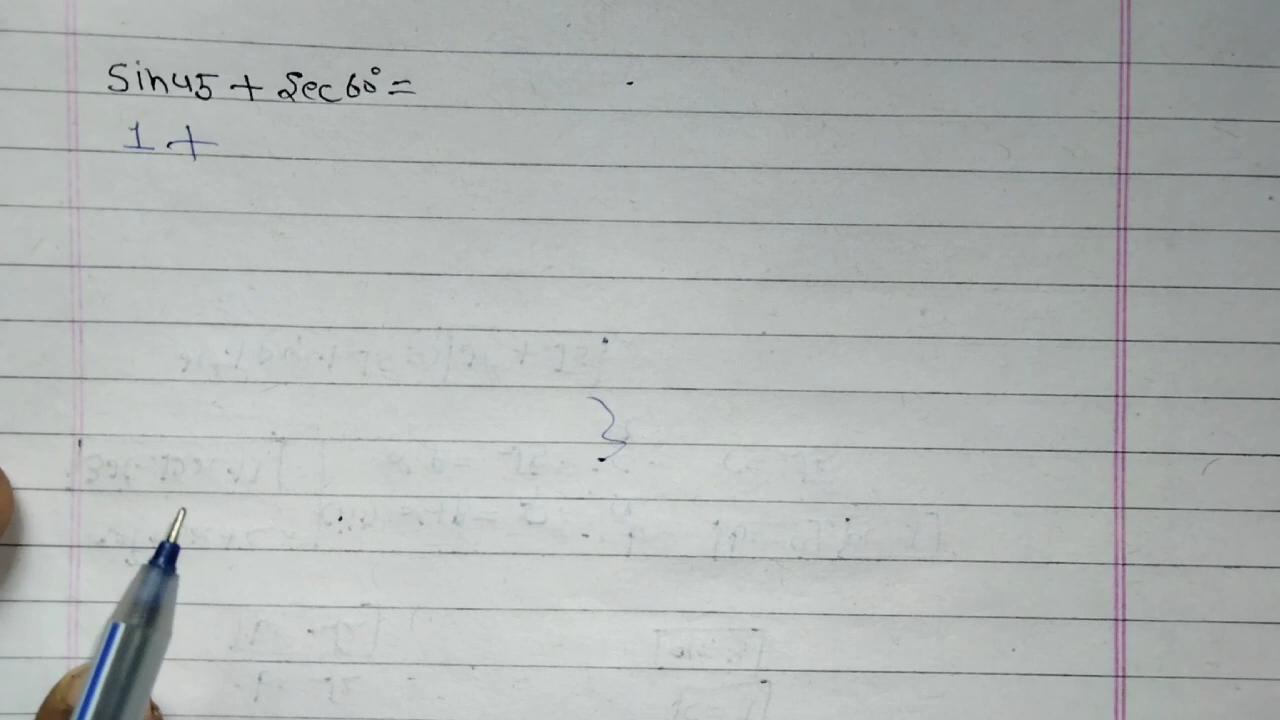 Sin45 + Sec60° =
1 +